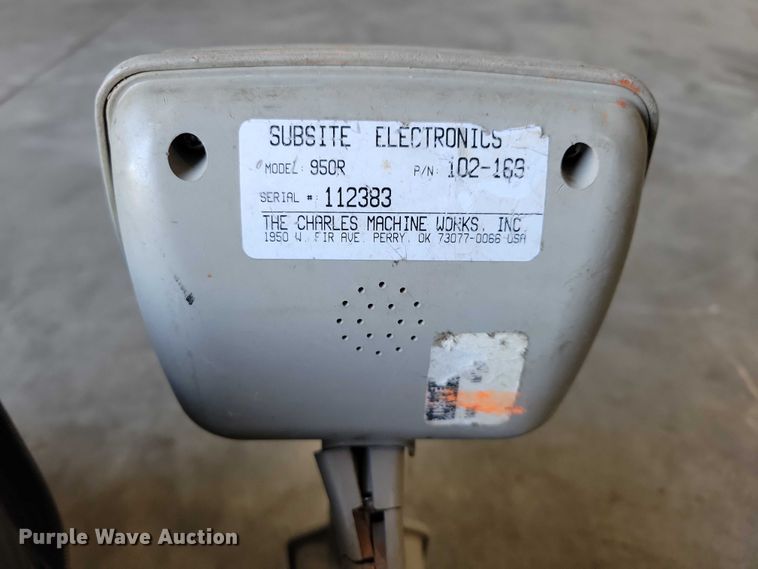 SUBSITE ELECTRONICS
MODEL: 950R P/N: 102-169
SERIAL #: 112383
THE CHARLES MACHINE WORKS, INC
1950 W. FIR AVE. PERRY, OK 73077-0066 USA
Purple Wave Auction